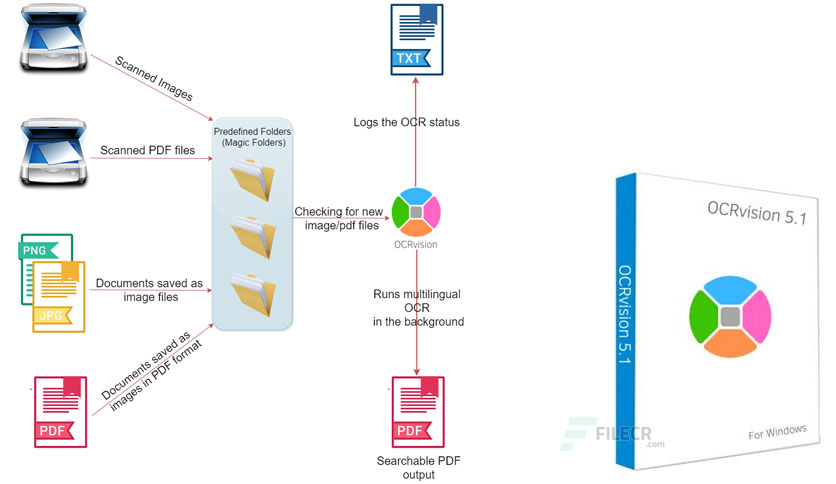 Scanned Images
Scanned PDF files
PNG
JPG
Documents saved as
image files
Documents saved as
images in PDF format
PDF
Predefined Folders
(Magic Folders)
Checking for new
image/pdf files
TXT
Logs the OCR status
OCRvision
Runs multilingual
OCR
in the background
PDF
Searchable PDF
output
OCRvision 5.1
OCRvision 5.1
For Windows
FILECR
.com